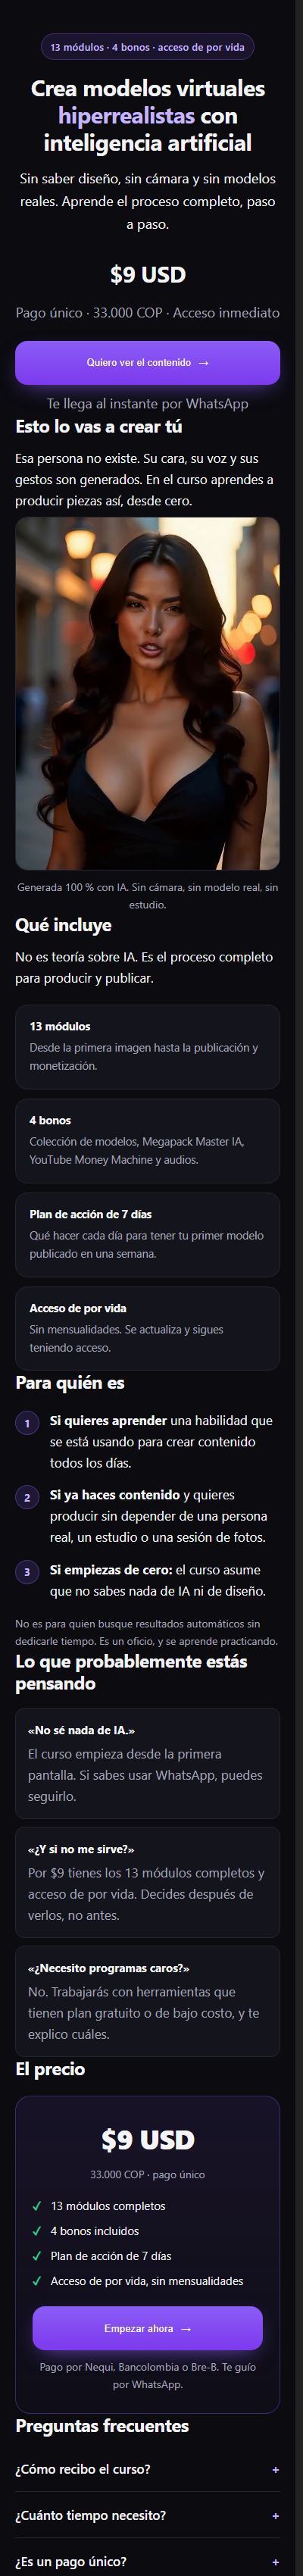 13 módulos · 4 bonos · acceso de por vida
Crea modelos virtuales
hiperrealistas con
inteligencia artificial
Sin saber diseño, sin cámara y sin modelos
reales. Aprende el proceso completo, paso
a paso.
$9 USD
Pago único · 33.000 COP · Acceso inmediato
Quiero ver el contenido →
Te llega al instante por WhatsApp
Esto lo vas a crear tú
Esa persona no existe. Su cara, su voz y sus
gestos son generados. En el curso aprendes a
producir piezas así, desde cero.
Generada 100 % con IA. Sin cámara, sin modelo real, sin
estudio.
Qué incluye
No es teoría sobre IA. Es el proceso completo
para producir y publicar.
13 módulos
Desde la primera imagen hasta la publicación y
monetización.
4 bonos
Colección de modelos, Megapack Master IA,
YouTube Money Machine y audios.
Plan de acción de 7 días
Qué hacer cada día para tener tu primer modelo
publicado en una semana.
Acceso de por vida
Sin mensualidades. Se actualiza y sigues
teniendo acceso.
Para quién es
1 Si quieres aprender una habilidad que
se está usando para crear contenido
todos los días.
2 Si ya haces contenido y quieres
producir sin depender de una persona
real, un estudio o una sesión de fotos.
3 Si empiezas de cero: el curso asume
que no sabes nada de IA ni de diseño.
No es para quien busque resultados automáticos sin
dedicarle tiempo. Es un oficio, y se aprende practicando.
Lo que probablemente estás
pensando
«No sé nada de IA.»
El curso empieza desde la primera
pantalla. Si sabes usar WhatsApp, puedes
seguirlo.
«¿Y si no me sirve?»
Por $9 tienes los 13 módulos completos y
acceso de por vida. Decides después de
verlos, no antes.
«¿Necesito programas caros?»
No. Trabajarás con herramientas que
tienen plan gratuito o de bajo costo, y te
explico cuáles.
El precio
$9 USD
33.000 COP · pago único
✓ 13 módulos completos
✓ 4 bonos incluidos
✓ Plan de acción de 7 días
✓ Acceso de por vida, sin mensualidades
Empezar ahora →
Pago por Nequi, Bancolombia o Bre-B. Te guío
por WhatsApp.
Preguntas frecuentes
¿Cómo recibo el curso? +
¿Cuánto tiempo necesito? +
¿Es un pago único? +